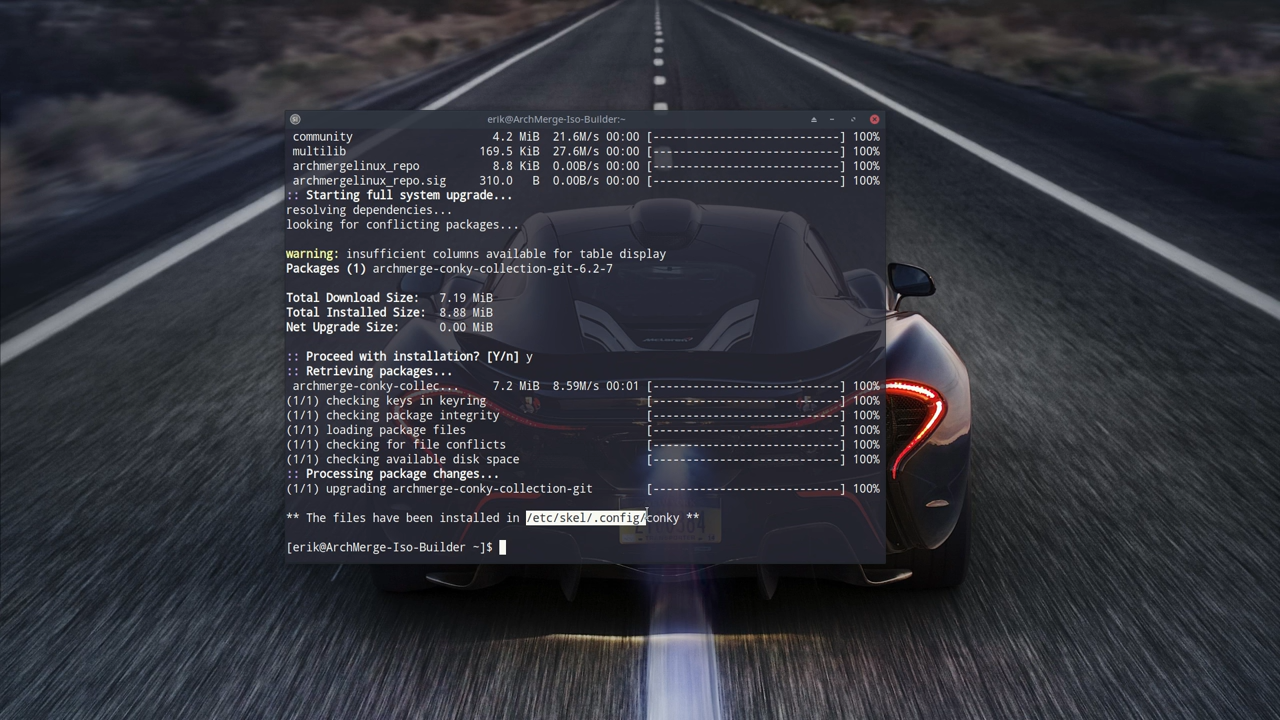 erik@ArchMerge-Iso-Builder:~
community 4.2 MiB 21.6M/s 00:00 [----------------------------] 100%
multilib 169.5 KiB 27.6M/s 00:00 [----------------------------] 100%
archmergelinux_repo 8.8 KiB 0.00B/s 00:00 [----------------------------] 100%
archmergelinux_repo.sig 310.0 B 0.00B/s 00:00 [----------------------------] 100%
:: Starting full system upgrade...
resolving dependencies...
looking for conflicting packages...
warning: insufficient columns available for table display
Packages (1) archmerge-conky-collection-git-6.2-7
Total Download Size: 7.19 MiB
Total Installed Size: 8.88 MiB
Net Upgrade Size: 0.00 MiB
:: Proceed with installation? [Y/n] y
:: Retrieving packages...
archmerge-conky-collec... 7.2 MiB 8.59M/s 00:01 [----------------------------] 100%
(1/1) checking keys in keyring [----------------------------] 100%
(1/1) checking package integrity [----------------------------] 100%
(1/1) loading package files [----------------------------] 100%
(1/1) checking for file conflicts [----------------------------] 100%
(1/1) checking available disk space [----------------------------] 100%
:: Processing package changes...
(1/1) upgrading archmerge-conky-collection-git [----------------------------] 100%
** The files have been installed in /etc/skel/.config/conky **
[erik@ArchMerge-Iso-Builder ~]$